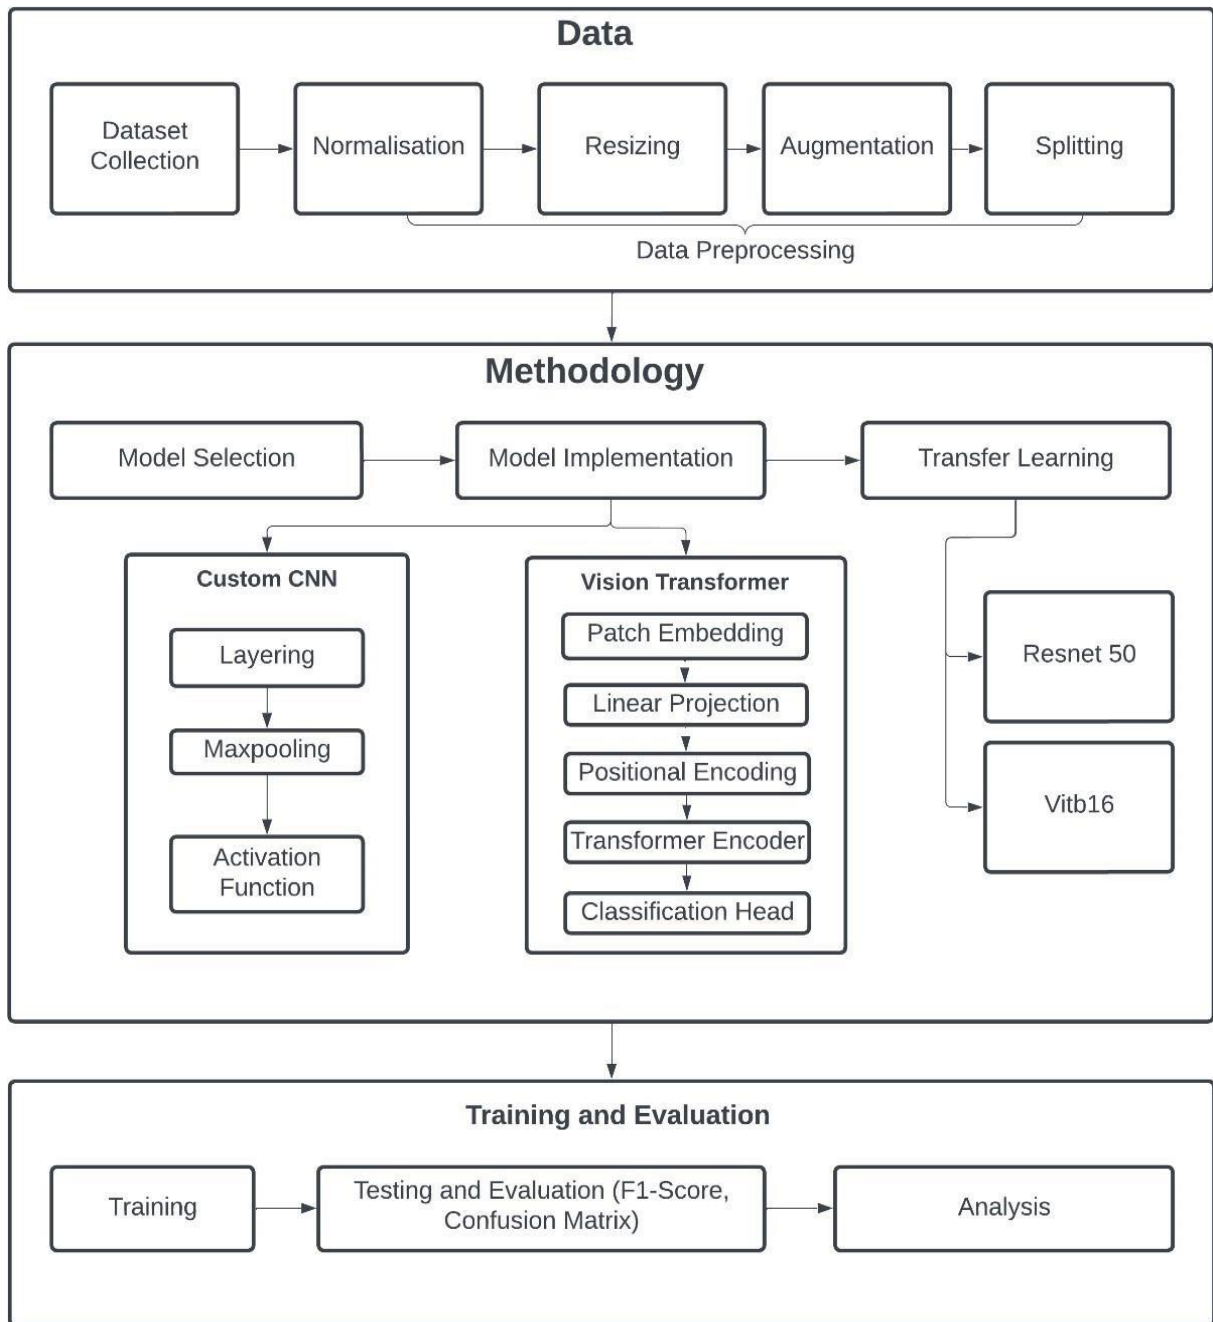 Data
Dataset
Collection
Normalisation
Resizing
Augmentation
Splitting
Data Preprocessing
Methodology
Model Selection
Model Implementation
Transfer Learning
Custom CNN
Layering
Maxpooling
Activation
Function
Vision Transformer
Patch Embedding
Linear Projection
Positional Encoding
Transformer Encoder
Classification Head
Resnet 50
Vitb16
Training and Evaluation
Training
Testing and Evaluation (F1-Score,
Confusion Matrix)
Analysis